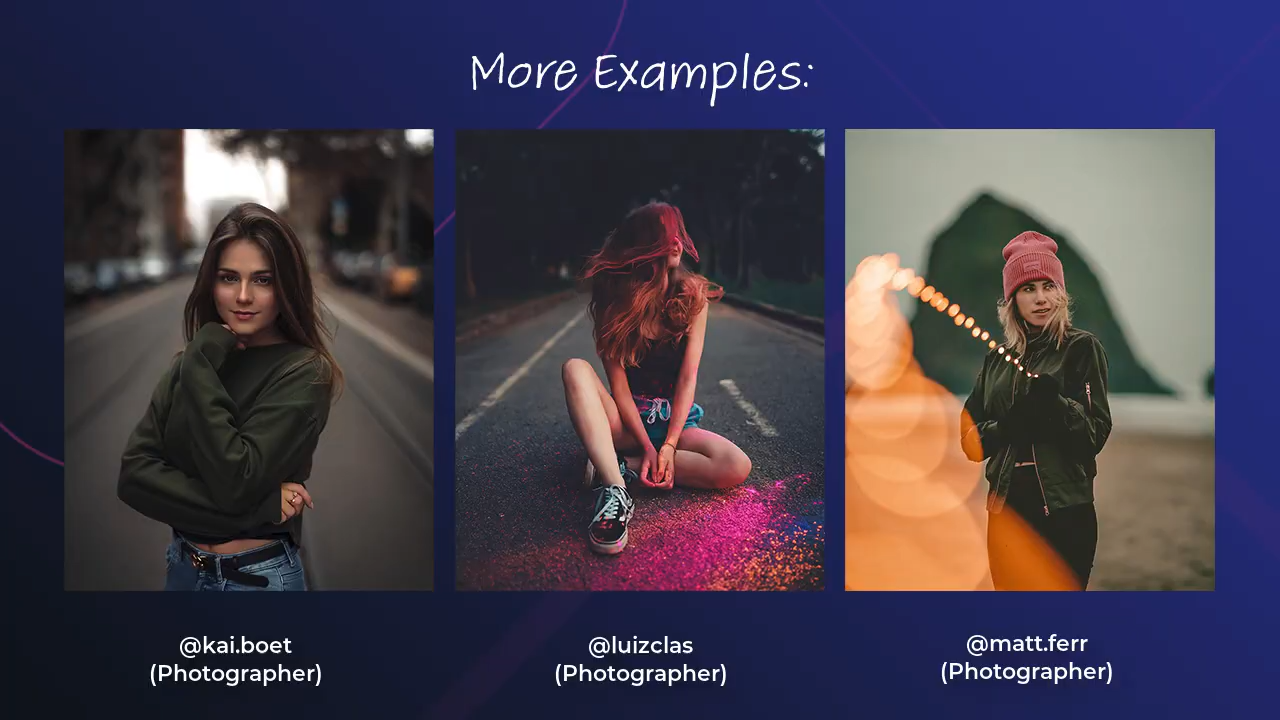 More Examples:
@kai.boet
(Photographer)
@luizclas
(Photographer)
@matt.ferr
(Photographer)